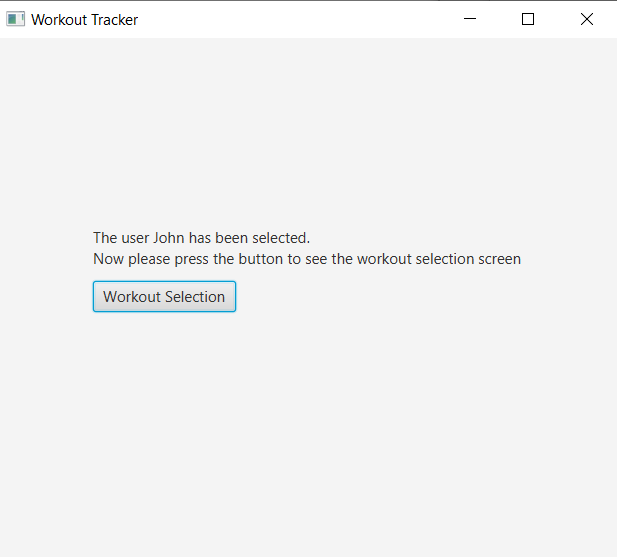 Workout Tracker
The user John has been selected.
Now please press the button to see the workout selection screen
Workout Selection